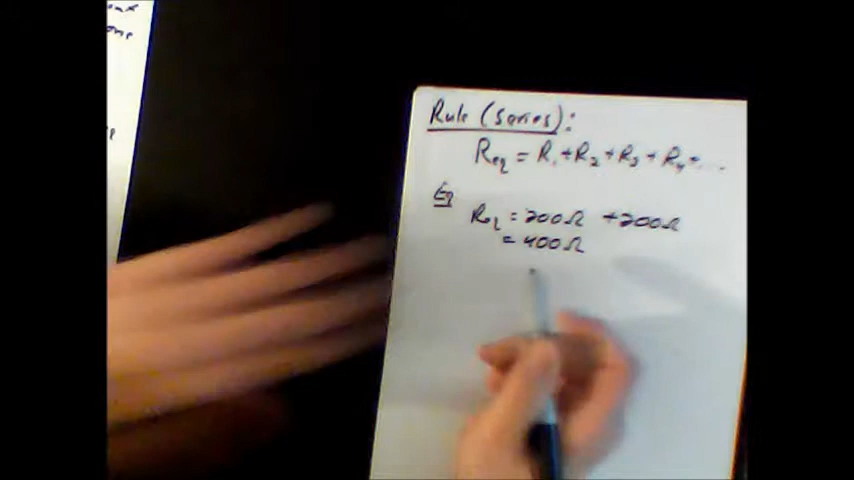 Rule (series):
Req = R1 + R2 + R3 + R4 + ...
Eg
Req = 200Ω + 200Ω
= 400Ω